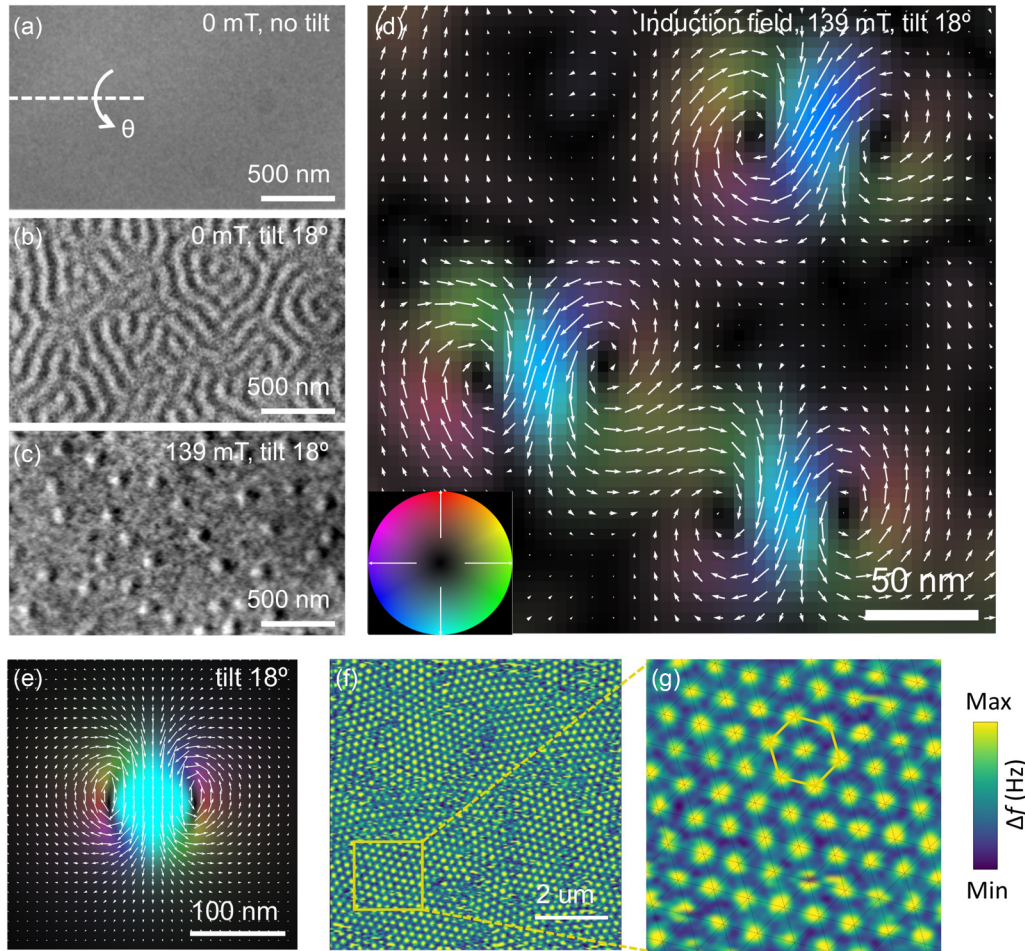 (a)
0 mT, no tilt
θ
500 nm
(b)
0 mT, tilt 18º
500 nm
(c)
139 mT, tilt 18º
500 nm
(d)
Induction field, 139 mT, tilt 18º
50 nm
(e)
tilt 18º
100 nm
(f)
2 um
(g)
Max
Δf (Hz)
Min